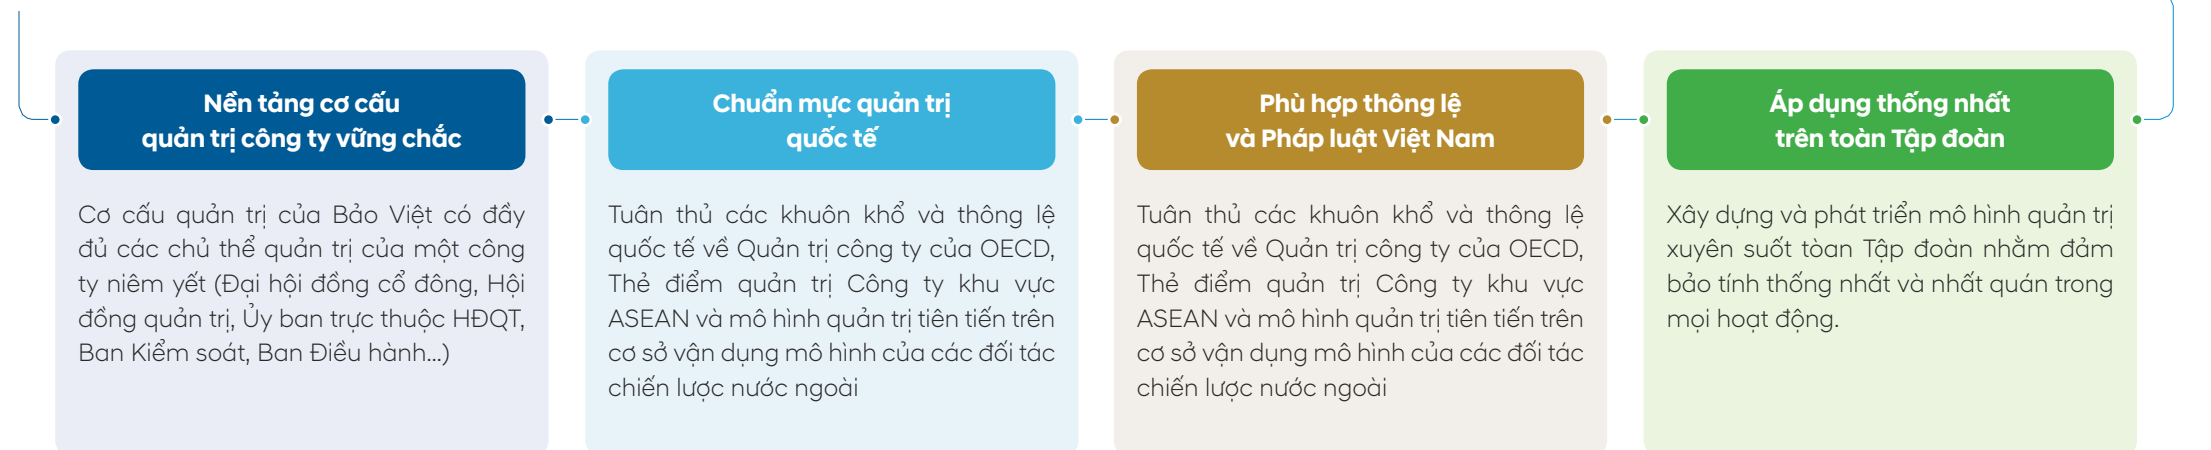 Nền tảng cơ cấu
quản trị công ty vững chắc
Cơ cấu quản trị của Bảo Việt có đầy
đủ các chủ thể quản trị của một công
ty niêm yết (Đại hội đồng cổ đông, Hội
đồng quản trị, Ủy ban trực thuộc HĐQT,
Ban Kiểm soát, Ban Điều hành...)
Chuẩn mực quản trị
quốc tế
Tuân thủ các khuôn khổ và thông lệ
quốc tế về Quản trị công ty của OECD,
Thẻ điểm quản trị Công ty khu vực
ASEAN và mô hình quản trị tiên tiến trên
cơ sở vận dụng mô hình của các đối tác
chiến lược nước ngoài
Phù hợp thông lệ
và Pháp luật Việt Nam
Tuân thủ các khuôn khổ và thông lệ
quốc tế về Quản trị công ty của OECD,
Thẻ điểm quản trị Công ty khu vực
ASEAN và mô hình quản trị tiên tiến trên
cơ sở vận dụng mô hình của các đối tác
chiến lược nước ngoài
Áp dụng thống nhất
trên toàn Tập đoàn
Xây dựng và phát triển mô hình quản trị
xuyên suốt tòan Tập đoàn nhằm đảm
bảo tính thống nhất và nhất quán trong
mọi hoạt động.